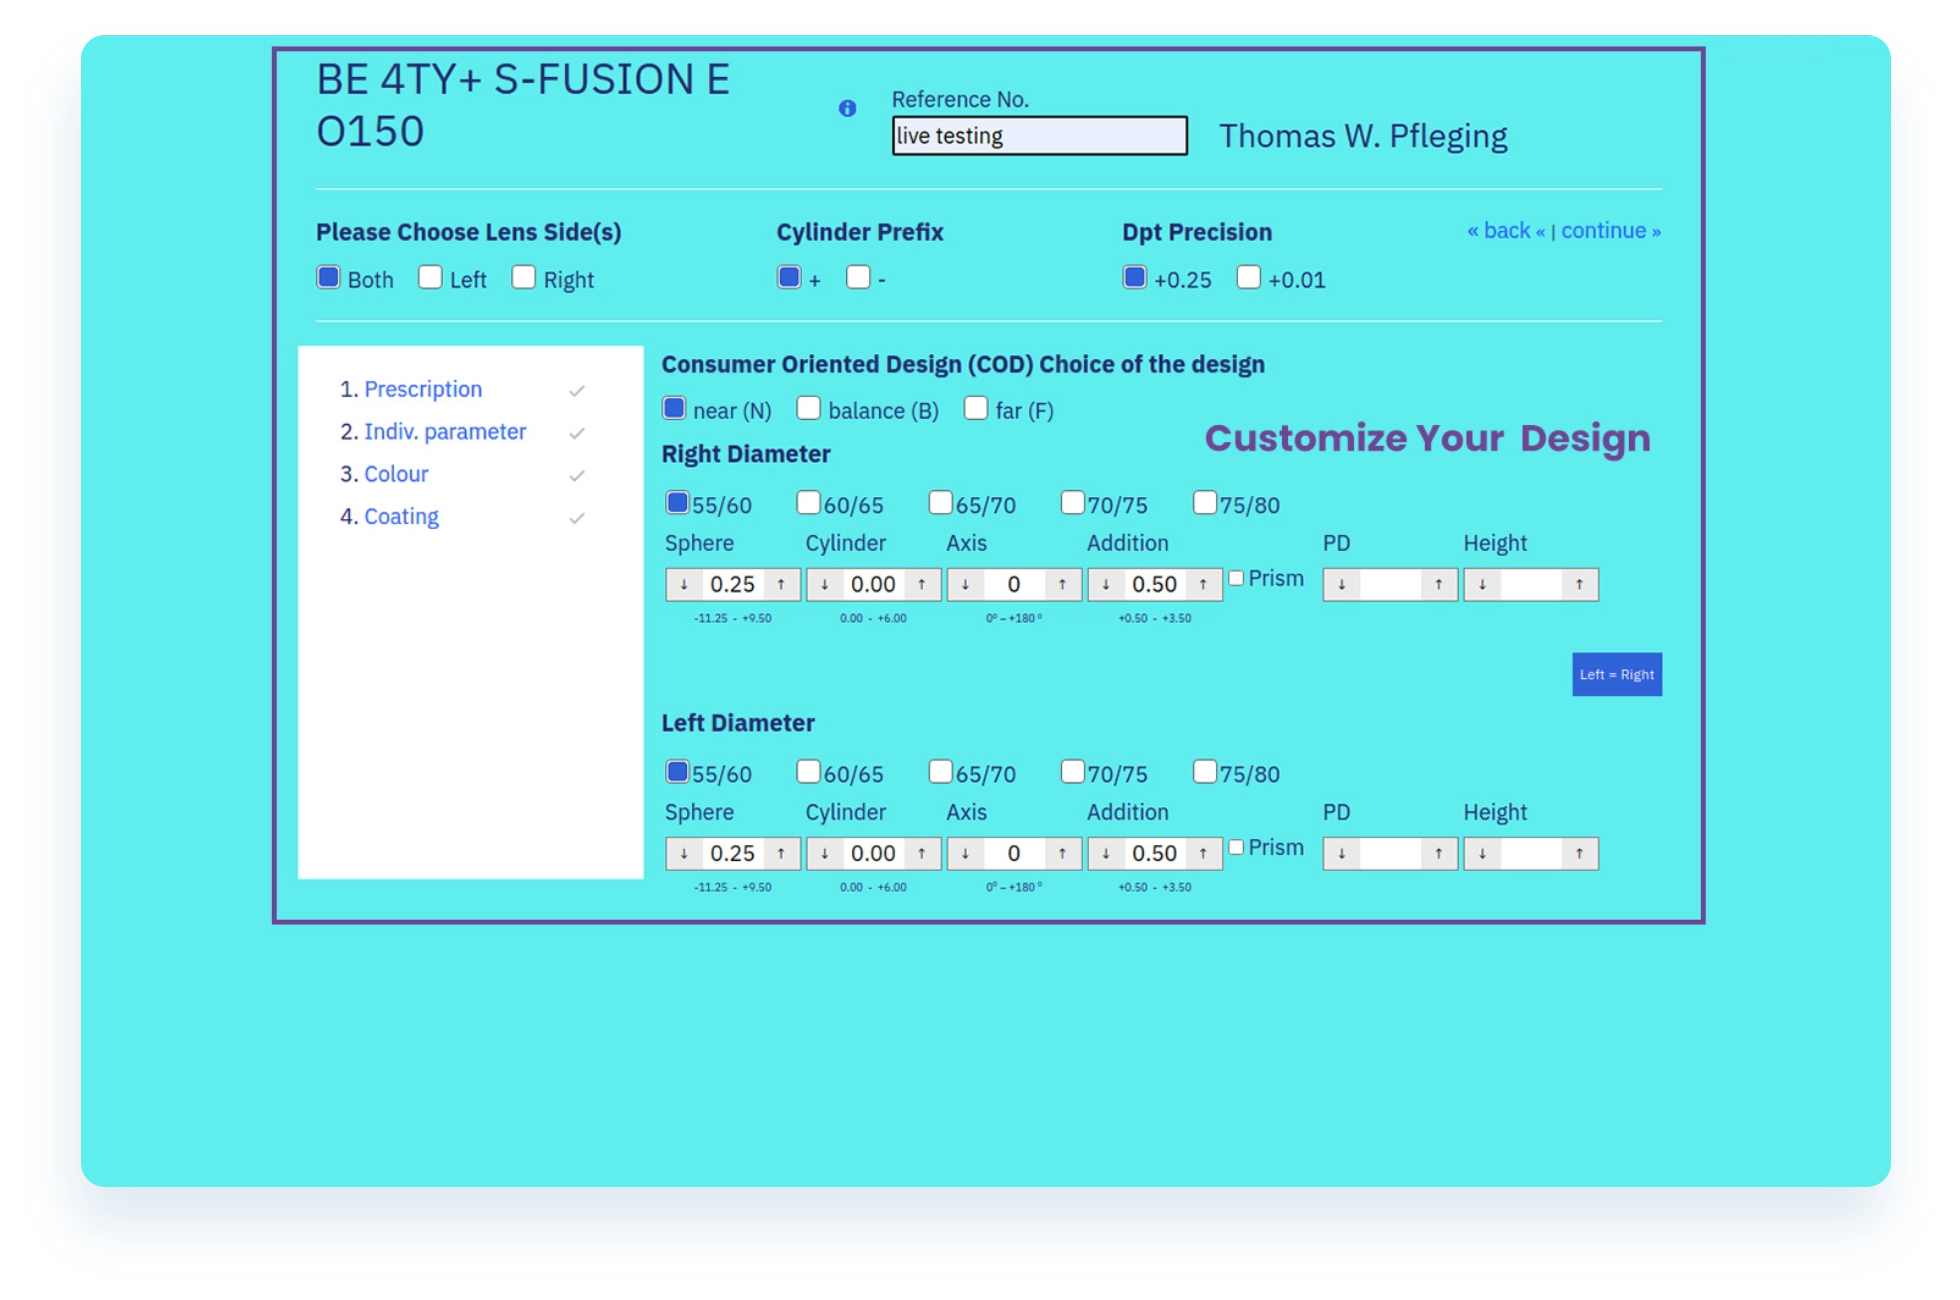 BE 4TY+ S-FUSION E
O150
Reference No.
live testing
Thomas W. Pfleging
Please Choose Lens Side(s)
Both Left Right
Cylinder Prefix
+ -
Dpt Precision
+0.25 +0.01
« back « | continue »
1. Prescription
2. Indiv. parameter
3. Colour
4. Coating
Consumer Oriented Design (COD) Choice of the design
near (N) balance (B) far (F)
Customize Your Design
Right Diameter
55/60 60/65 65/70 70/75 75/80
Sphere Cylinder Axis Addition PD Height
↓ 0.25 ↑ ↓ 0.00 ↑ ↓ 0 ↑ ↓ 0.50 ↑ Prism ↓ ↑ ↓ ↑
-11.25 - +9.50 0.00 - +6.00 0° – +180 ° +0.50 - +3.50
Left = Right
Left Diameter
55/60 60/65 65/70 70/75 75/80
Sphere Cylinder Axis Addition PD Height
↓ 0.25 ↑ ↓ 0.00 ↑ ↓ 0 ↑ ↓ 0.50 ↑ Prism ↓ ↑ ↓ ↑
-11.25 - +9.50 0.00 - +6.00 0° – +180 ° +0.50 - +3.50